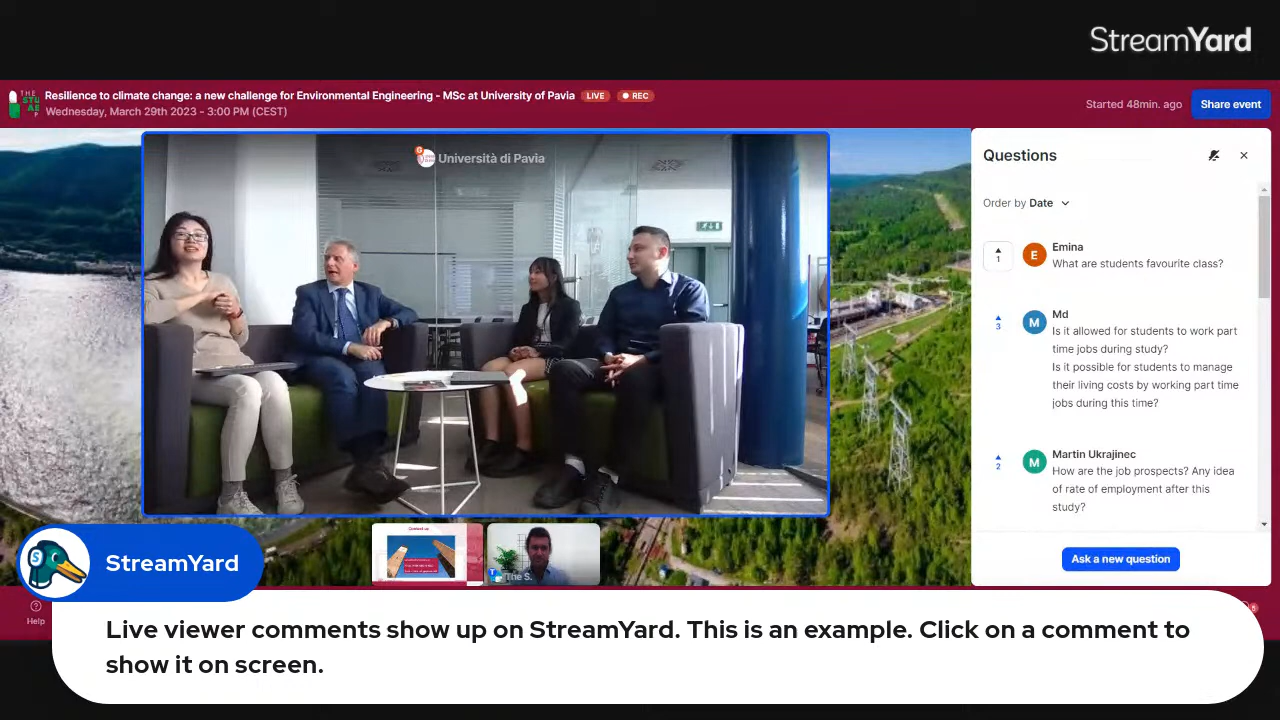 StreamYard
THE
Resilience to climate change: a new challenge for Environmental Engineering - MSc at University of Pavia LIVE REC
Wednesday, March 29th 2023 - 3:00 PM (CEST)
Started 48min. ago
Share event
Università di Pavia
Questions
Order by Date
1
E
Emina
What are students favourite class?
3
M
Md
Is it allowed for students to work part
time jobs during study?
Is it possible for students to manage
their living costs by working part time
jobs during this time?
2
M
Martin Ukrajinec
How are the job prospects? Any idea
of rate of employment after this
study?
Ask a new question
The S.
S
StreamYard
Help
Live viewer comments show up on StreamYard. This is an example. Click on a comment to
show it on screen.